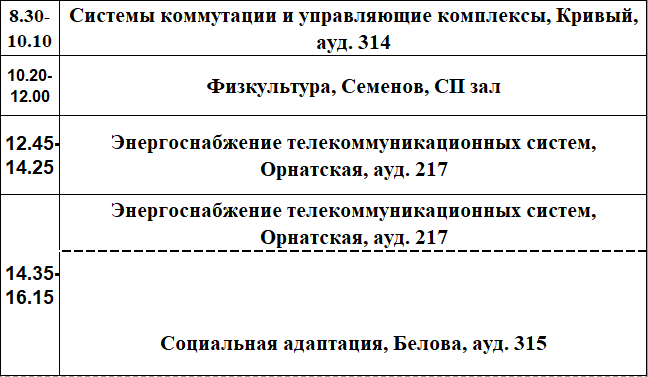 8.30-
10.10
Системы коммутации и управляющие комплексы, Кривый,
ауд. 314
10.20-
12.00
Физкультура, Семенов, СП зал
12.45-
14.25
Энергоснабжение телекоммуникационных систем,
Орнатская, ауд. 217
14.35-
16.15
Энергоснабжение телекоммуникационных систем,
Орнатская, ауд. 217
Социальная адаптация, Белова, ауд. 315